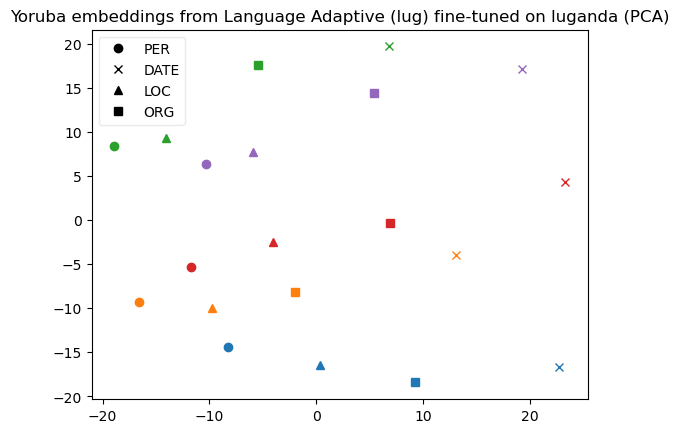 Yoruba embeddings from Language Adaptive (lug) fine-tuned on luganda (PCA)
PER
DATE
LOC
ORG
20
15
10
5
0
−5
−10
−15
−20
−20
−10
0
10
20